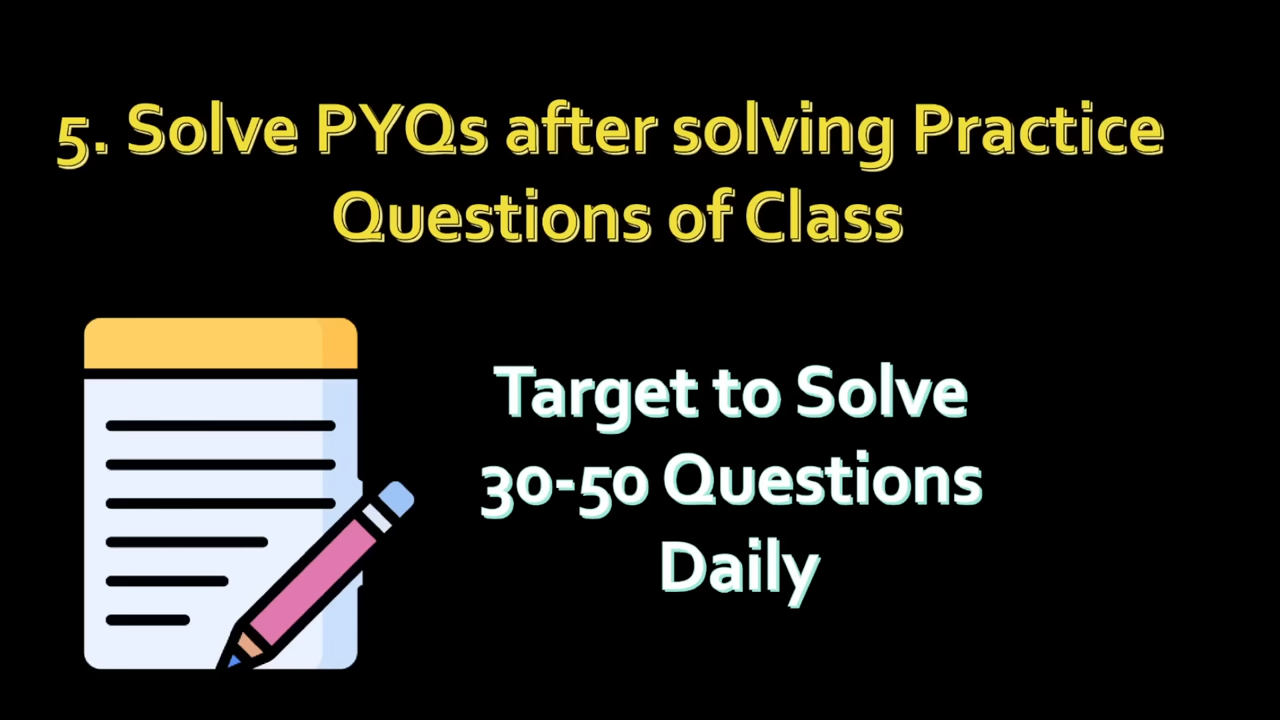 5. Solve PYQs after solving Practice
Questions of Class
Target to Solve
30-50 Questions
Daily